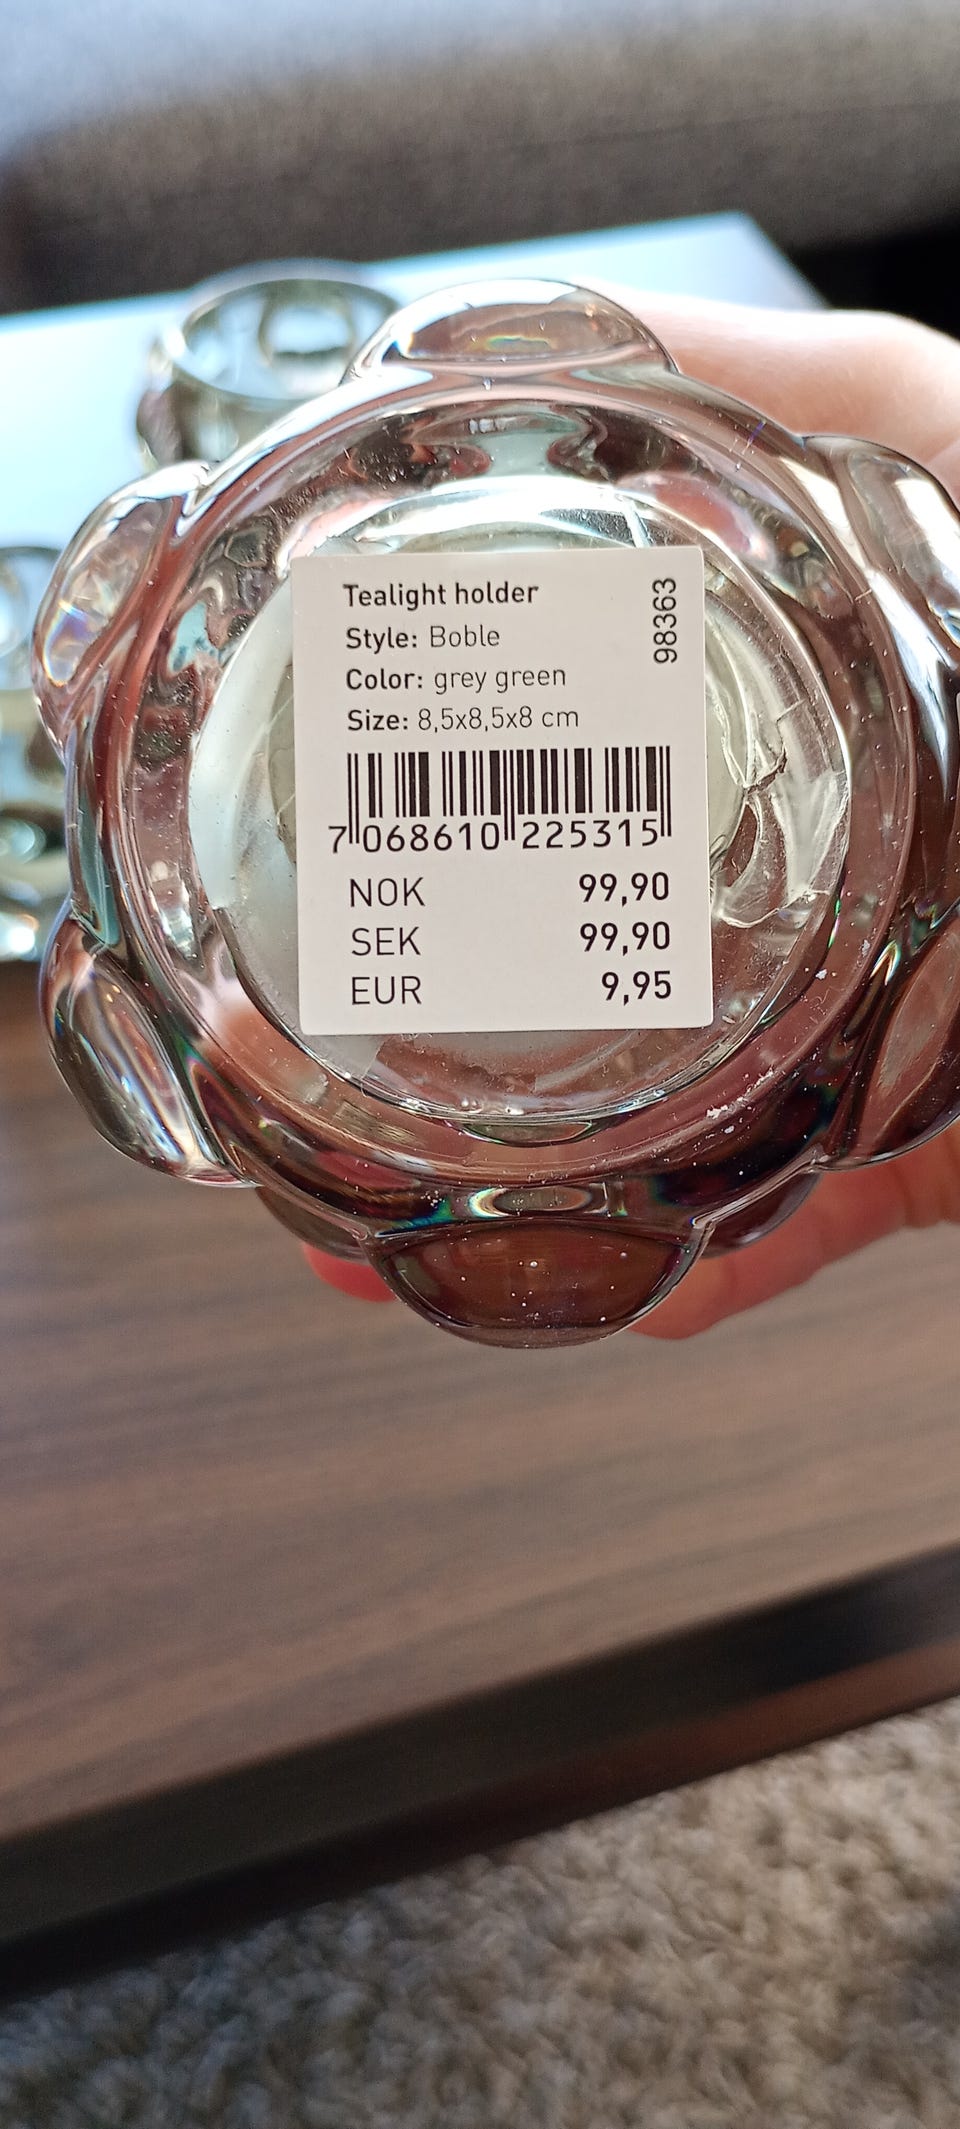 Tealight holder
98363
Style: Boble
Color: grey green
Size: 8,5x8,5x8 cm
7 068610 225315
NOK 99,90
SEK 99,90
EUR 9,95